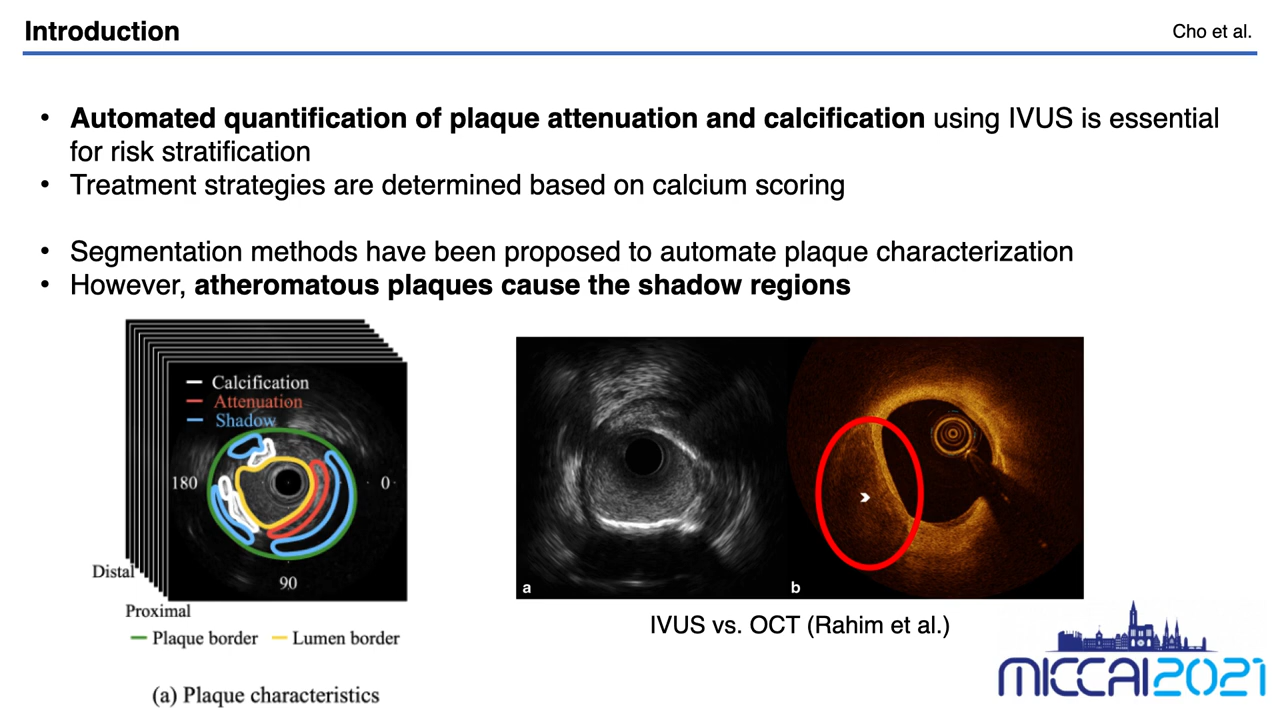 Introduction
Cho et al.
• Automated quantification of plaque attenuation and calcification using IVUS is essential
for risk stratification
• Treatment strategies are determined based on calcium scoring
• Segmentation methods have been proposed to automate plaque characterization
• However, atheromatous plaques cause the shadow regions
Calcification
Attenuation
Shadow
180
0
90
Distal
Proximal
Plaque border
Lumen border
(a) Plaque characteristics
a
b
IVUS vs. OCT (Rahim et al.)
MICCAI2021